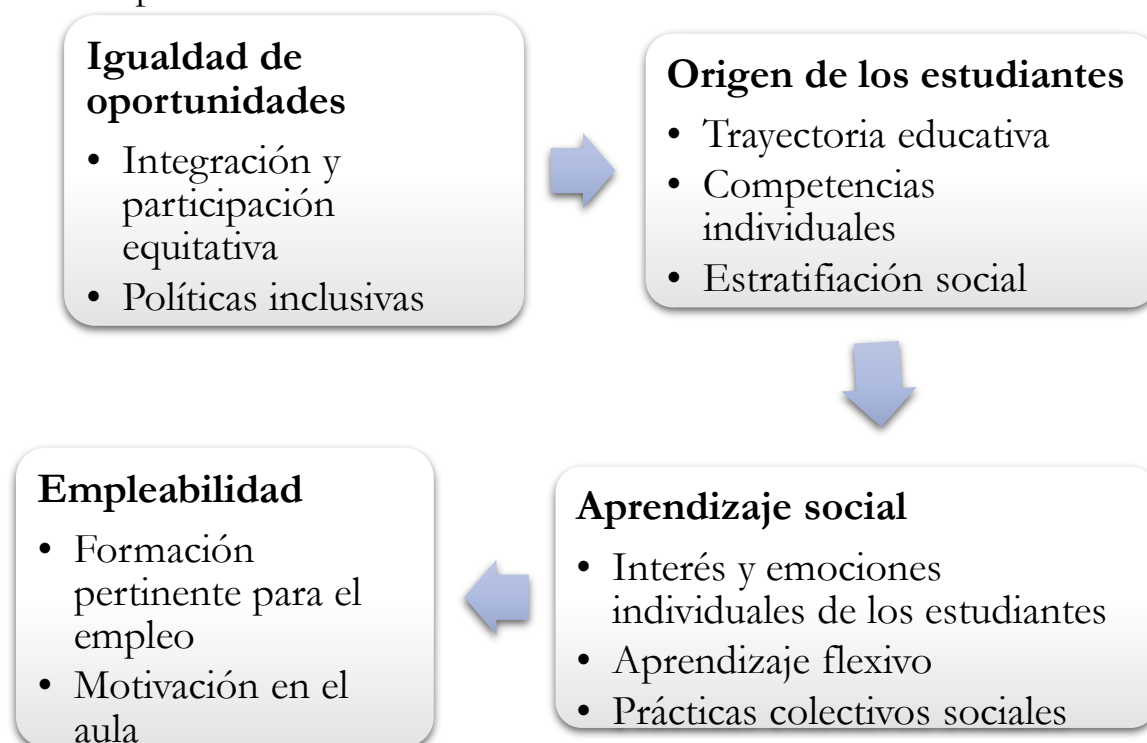 Igualdad de
oportunidades
• Integración y
participación
equitativa
• Políticas inclusivas
Origen de los estudiantes
• Trayectoria educativa
• Competencias
individuales
• Estratifiación social
Aprendizaje social
• Interés y emociones
individuales de los estudiantes
• Aprendizaje flexivo
• Prácticas colectivos sociales
Empleabilidad
• Formación
pertinente para el
empleo
• Motivación en el
aula